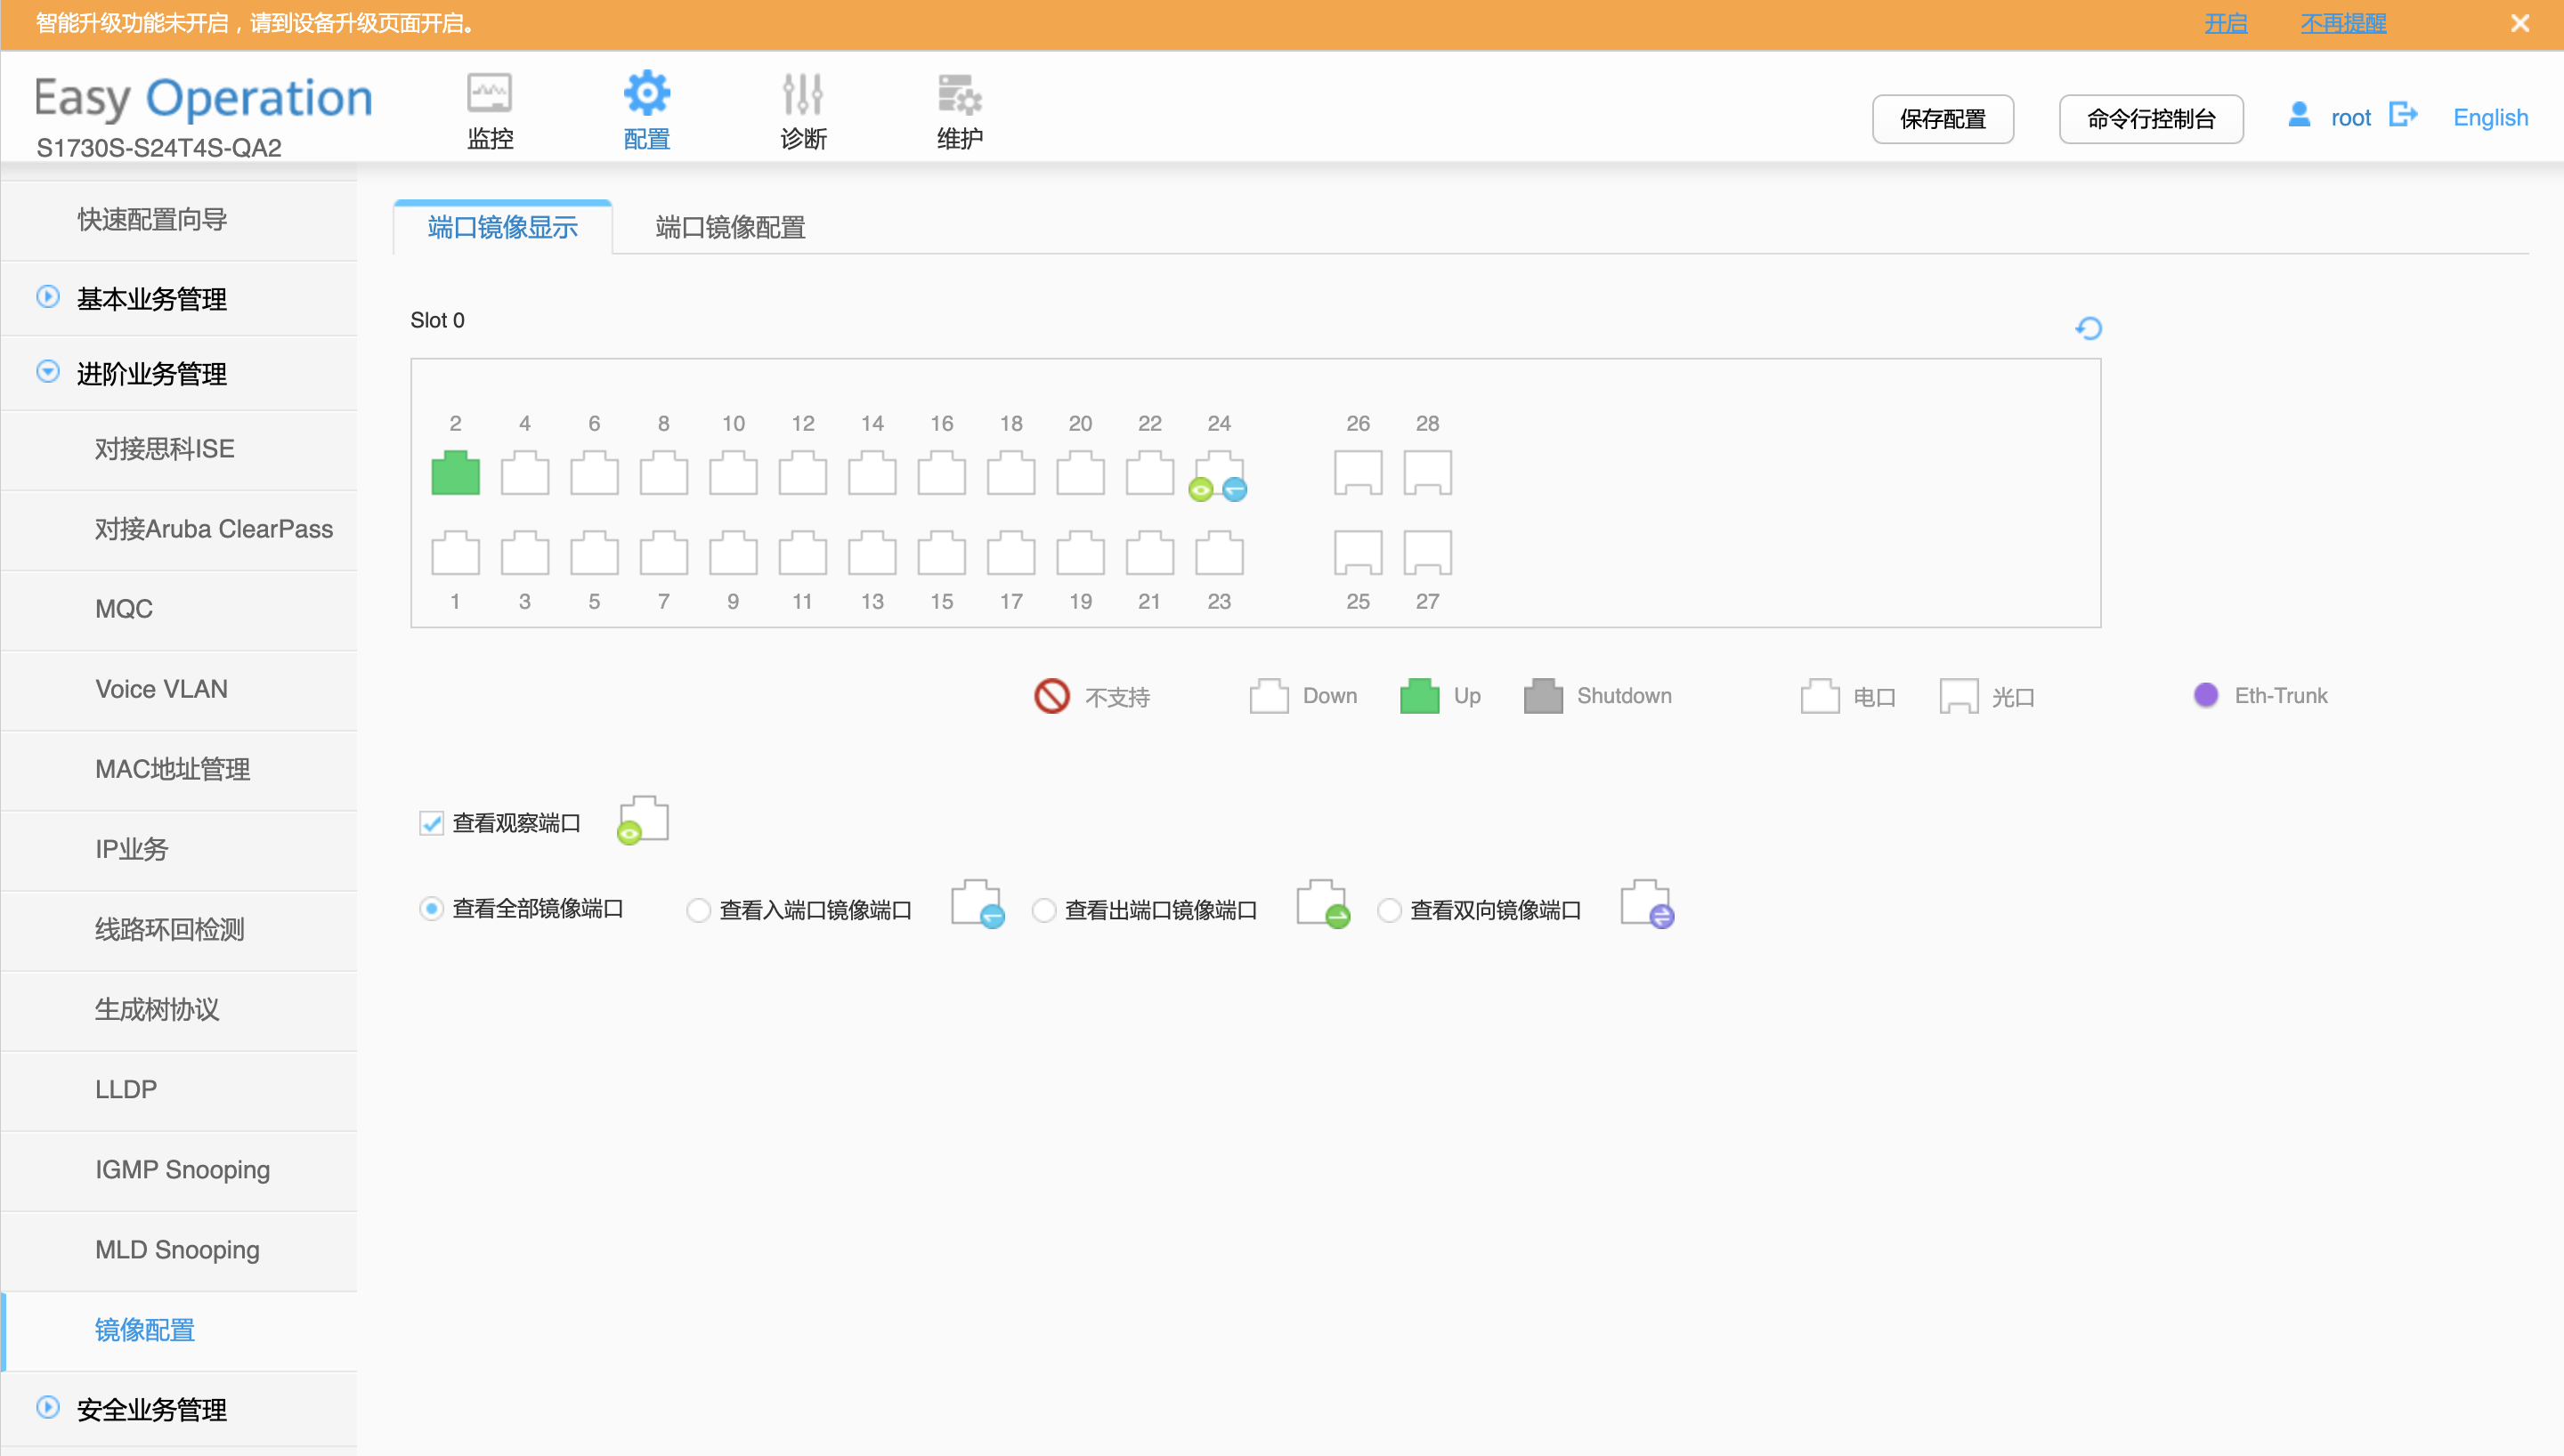 智能升级功能未开启，请到设备升级页面开启。 开启 不再提醒
Easy Operation
S1730S-S24T4S-QA2
监控 配置 诊断 维护
保存配置 命令行控制台 root English
快速配置向导
基本业务管理
进阶业务管理
对接思科ISE
对接Aruba ClearPass
MQC
Voice VLAN
MAC地址管理
IP业务
线路环回检测
生成树协议
LLDP
IGMP Snooping
MLD Snooping
镜像配置
安全业务管理
端口镜像显示 端口镜像配置
Slot 0
2 4 6 8 10 12 14 16 18 20 22 24 26 28
1 3 5 7 9 11 13 15 17 19 21 23 25 27
不支持 Down Up Shutdown 电口 光口 Eth-Trunk
查看观察端口
查看全部镜像端口 查看入端口镜像端口 查看出端口镜像端口 查看双向镜像端口